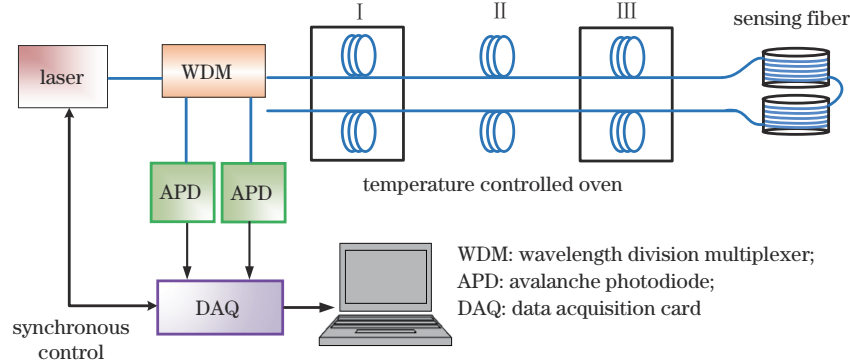 I
II
III
sensing fiber
laser
WDM
APD
APD
temperature controlled oven
WDM: wavelength division multiplexer;
APD: avalanche photodiode;
DAQ: data acquisition card
DAQ
synchronous
control